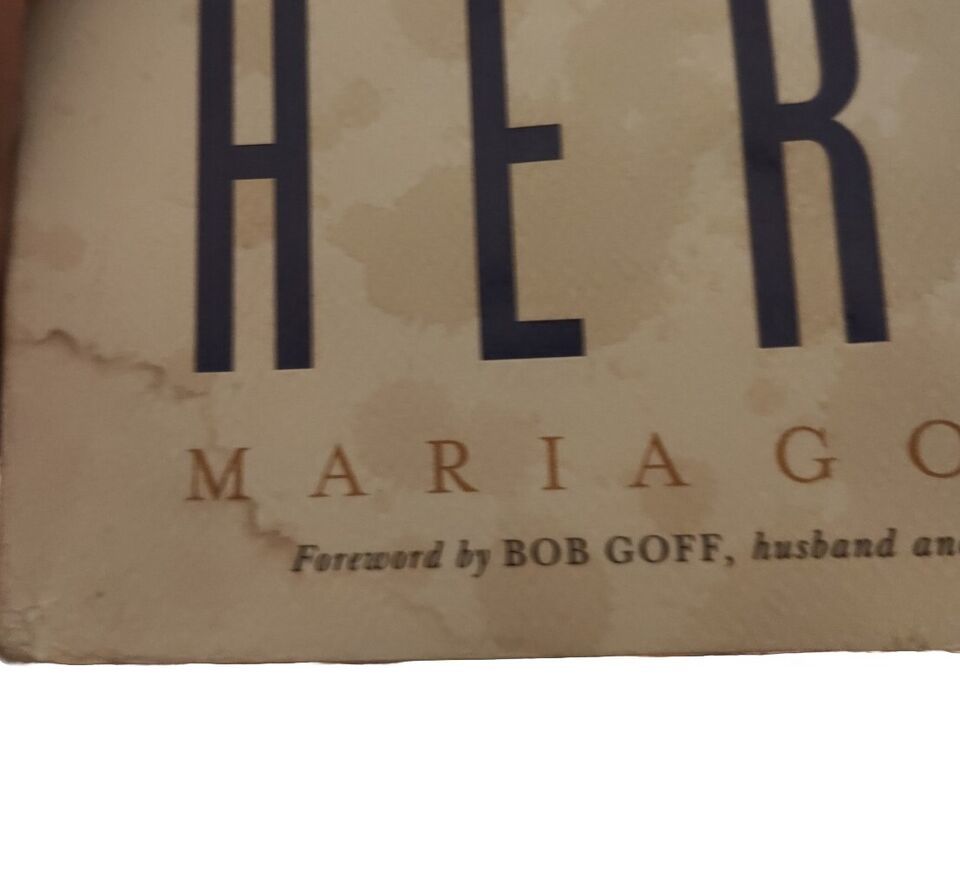 HER
MARIA GO
Foreword by BOB GOFF, husband an